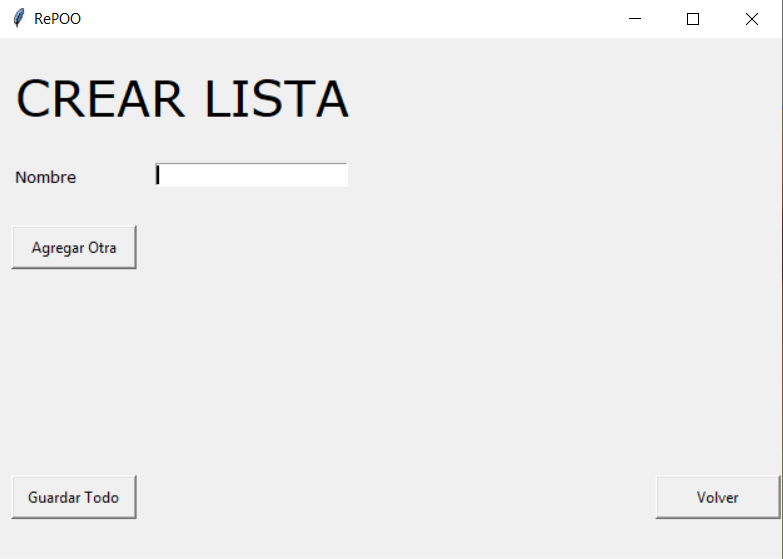 RePOO
CREAR LISTA
Nombre
Agregar Otra
Guardar Todo
Volver